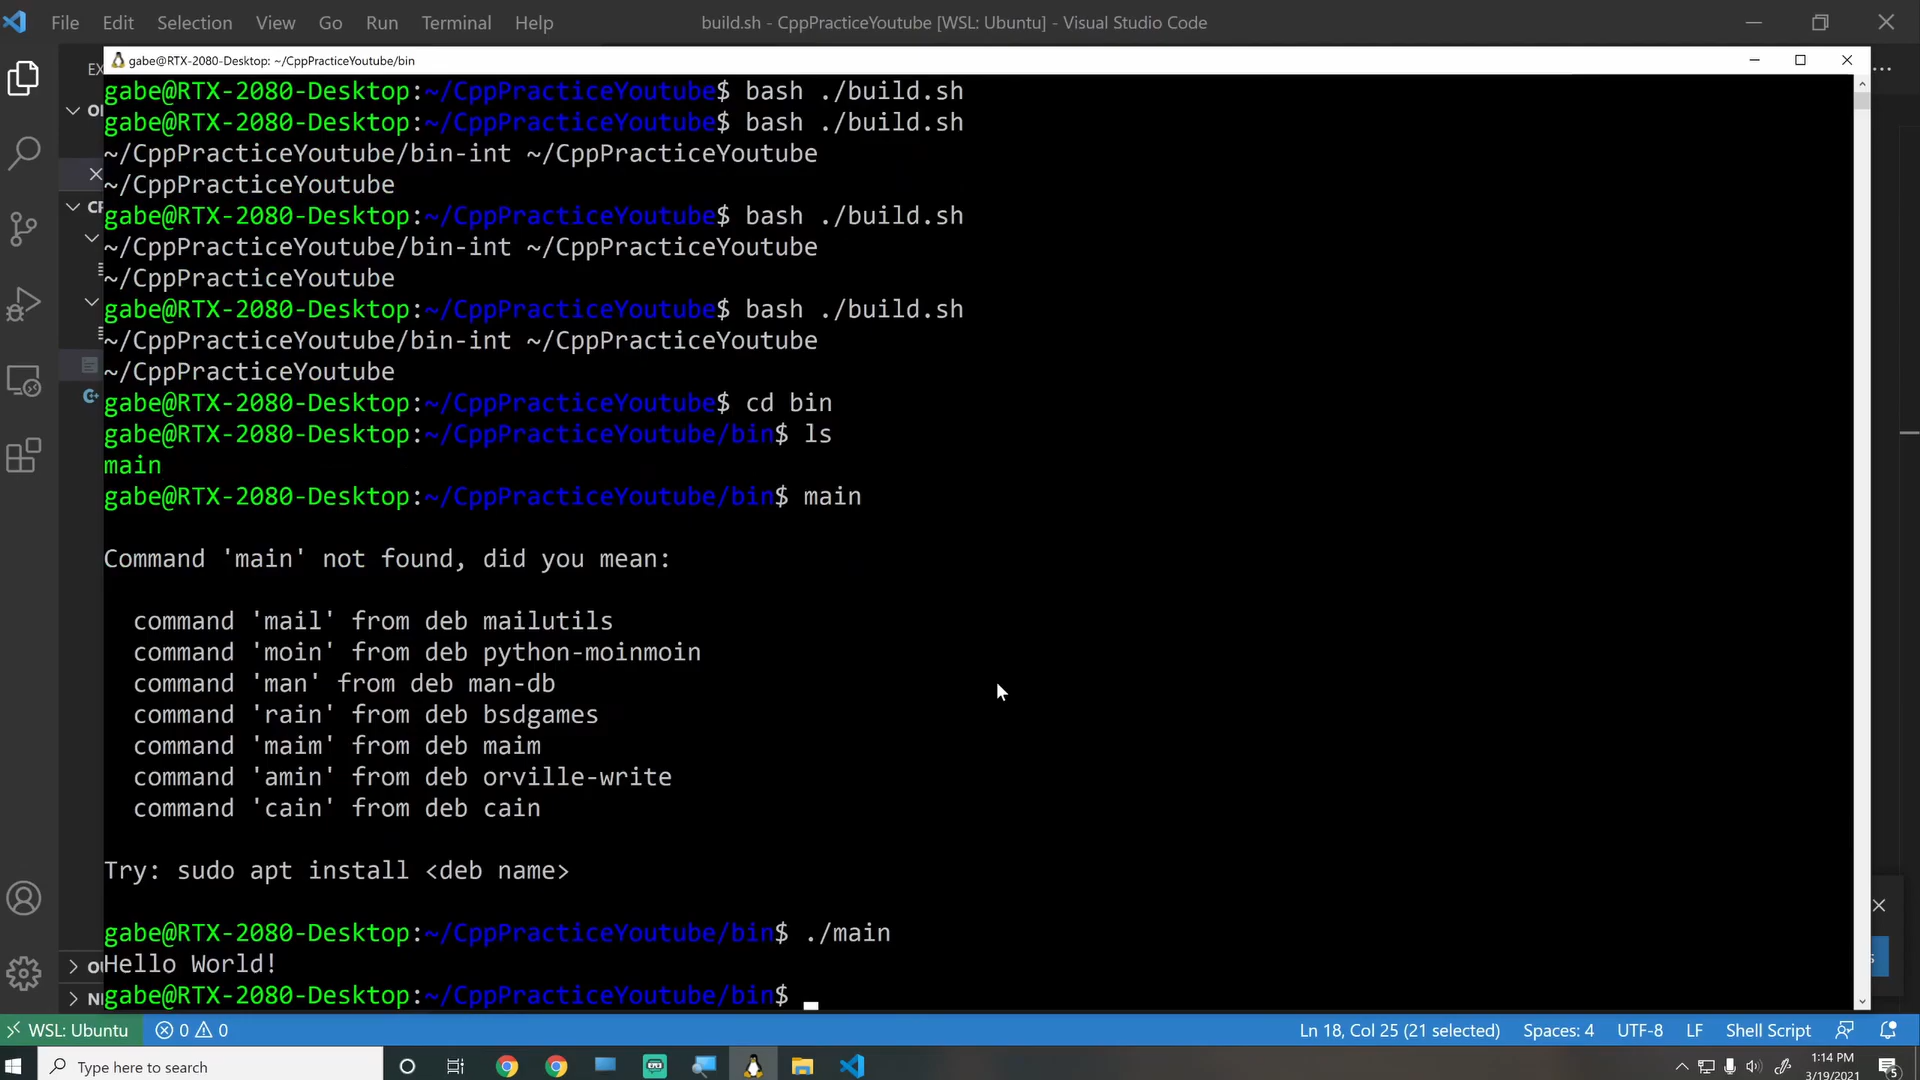 File Edit Selection View Go Run Terminal Help build.sh - CppPracticeYoutube [WSL: Ubuntu] - Visual Studio Code
gabe@RTX-2080-Desktop: ~/CppPracticeYoutube/bin
gabe@RTX-2080-Desktop:~/CppPracticeYoutube$ bash ./build.sh
gabe@RTX-2080-Desktop:~/CppPracticeYoutube$ bash ./build.sh
~/CppPracticeYoutube/bin-int ~/CppPracticeYoutube
~/CppPracticeYoutube
gabe@RTX-2080-Desktop:~/CppPracticeYoutube$ bash ./build.sh
~/CppPracticeYoutube/bin-int ~/CppPracticeYoutube
~/CppPracticeYoutube
gabe@RTX-2080-Desktop:~/CppPracticeYoutube$ bash ./build.sh
~/CppPracticeYoutube/bin-int ~/CppPracticeYoutube
~/CppPracticeYoutube
gabe@RTX-2080-Desktop:~/CppPracticeYoutube$ cd bin
gabe@RTX-2080-Desktop:~/CppPracticeYoutube/bin$ ls
main
gabe@RTX-2080-Desktop:~/CppPracticeYoutube/bin$ main
Command 'main' not found, did you mean:
command 'mail' from deb mailutils
command 'moin' from deb python-moinmoin
command 'man' from deb man-db
command 'rain' from deb bsdgames
command 'maim' from deb maim
command 'amin' from deb orville-write
command 'cain' from deb cain
Try: sudo apt install <deb name>
gabe@RTX-2080-Desktop:~/CppPracticeYoutube/bin$ ./main
Hello World!
gabe@RTX-2080-Desktop:~/CppPracticeYoutube/bin$
WSL: Ubuntu 0 0 Ln 18, Col 25 (21 selected) Spaces: 4 UTF-8 LF Shell Script
Type here to search
1:14 PM
3/19/2021
5